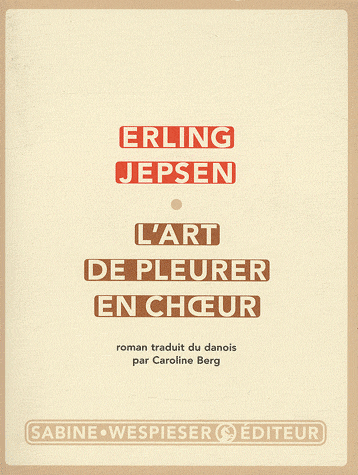 ERLING
JEPSEN
L'ART
DE PLEURER
EN CHŒUR
roman traduit du danois
par Caroline Berg
SABINE • WESPIESER ÉDITEUR